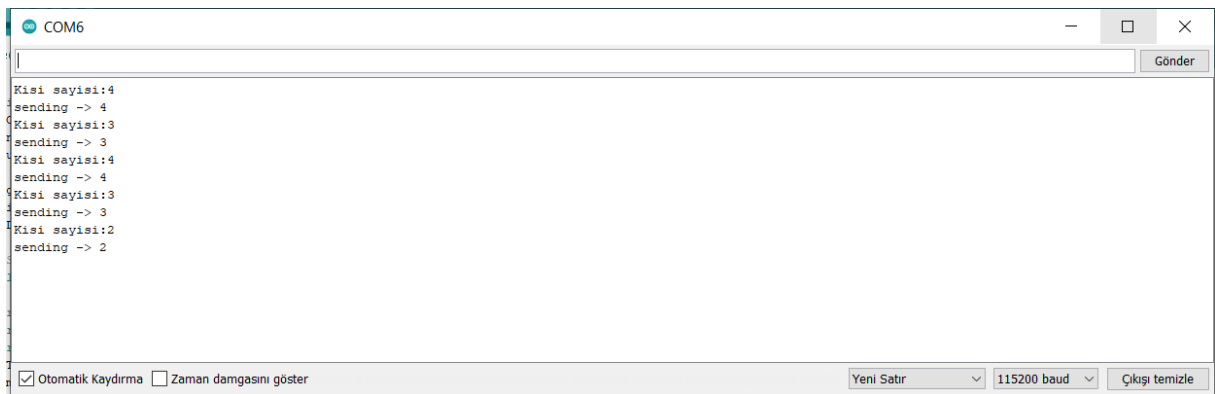 COM6
Gönder
Kisi sayisi:4
sending -> 4
Kisi sayisi:3
sending -> 3
Kisi sayisi:4
sending -> 4
Kisi sayisi:3
sending -> 3
Kisi sayisi:2
sending -> 2
Otomatik Kaydırma Zaman damgasını göster Yeni Satır 115200 baud Çıkışı temizle